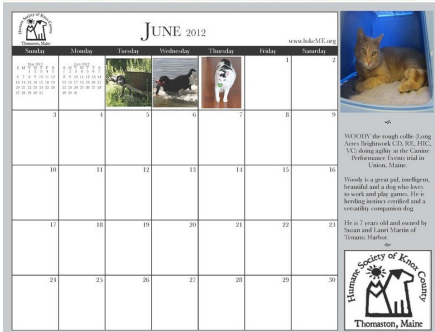 Humane Society of Knox County
Thomaston, Maine
JUNE 2012
www.hskcME.org
Sunday Monday Tuesday Wednesday Thursday Friday Saturday
May 2012 June 2012
S M T W T F S S M T W T F S
1 2
3 4 5 6 7 8 9
10 11 12 13 14 15 16
17 18 19 20 21 22 23
24 25 26 27 28 29 30
WOODY the rough collie (Long
Acres Brightwork CD, RE, HIC,
VC) doing agility at the Canine
Performance Events trial in
Union, Maine.
Woody is a great pal, intelligent,
beautiful and a dog who loves
to work and play games. He is
herding instinct certified and a
versatility companion dog.
He is 7 years old and owned by
Susan and Lauri Martin of
Tenants Harbor.
Humane Society of Knox County
Thomaston, Maine